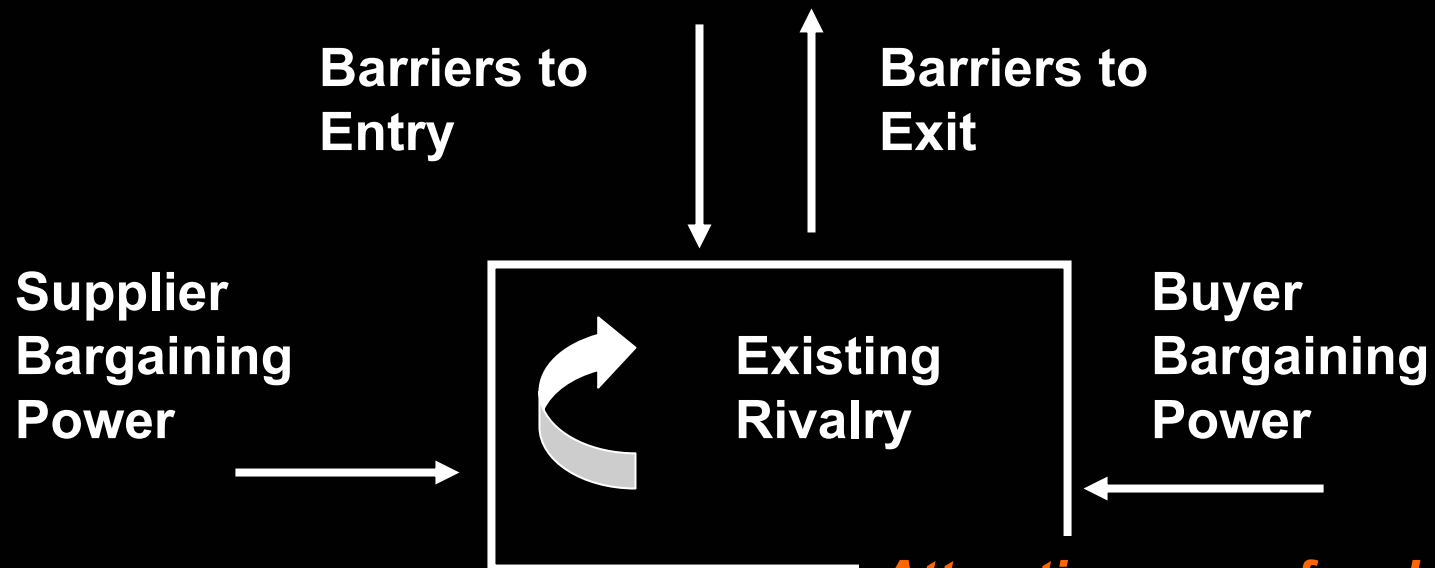 Barriers to
Entry
Barriers to
Exit
Supplier
Bargaining
Power
Existing
Rivalry
Buyer
Bargaining
Power